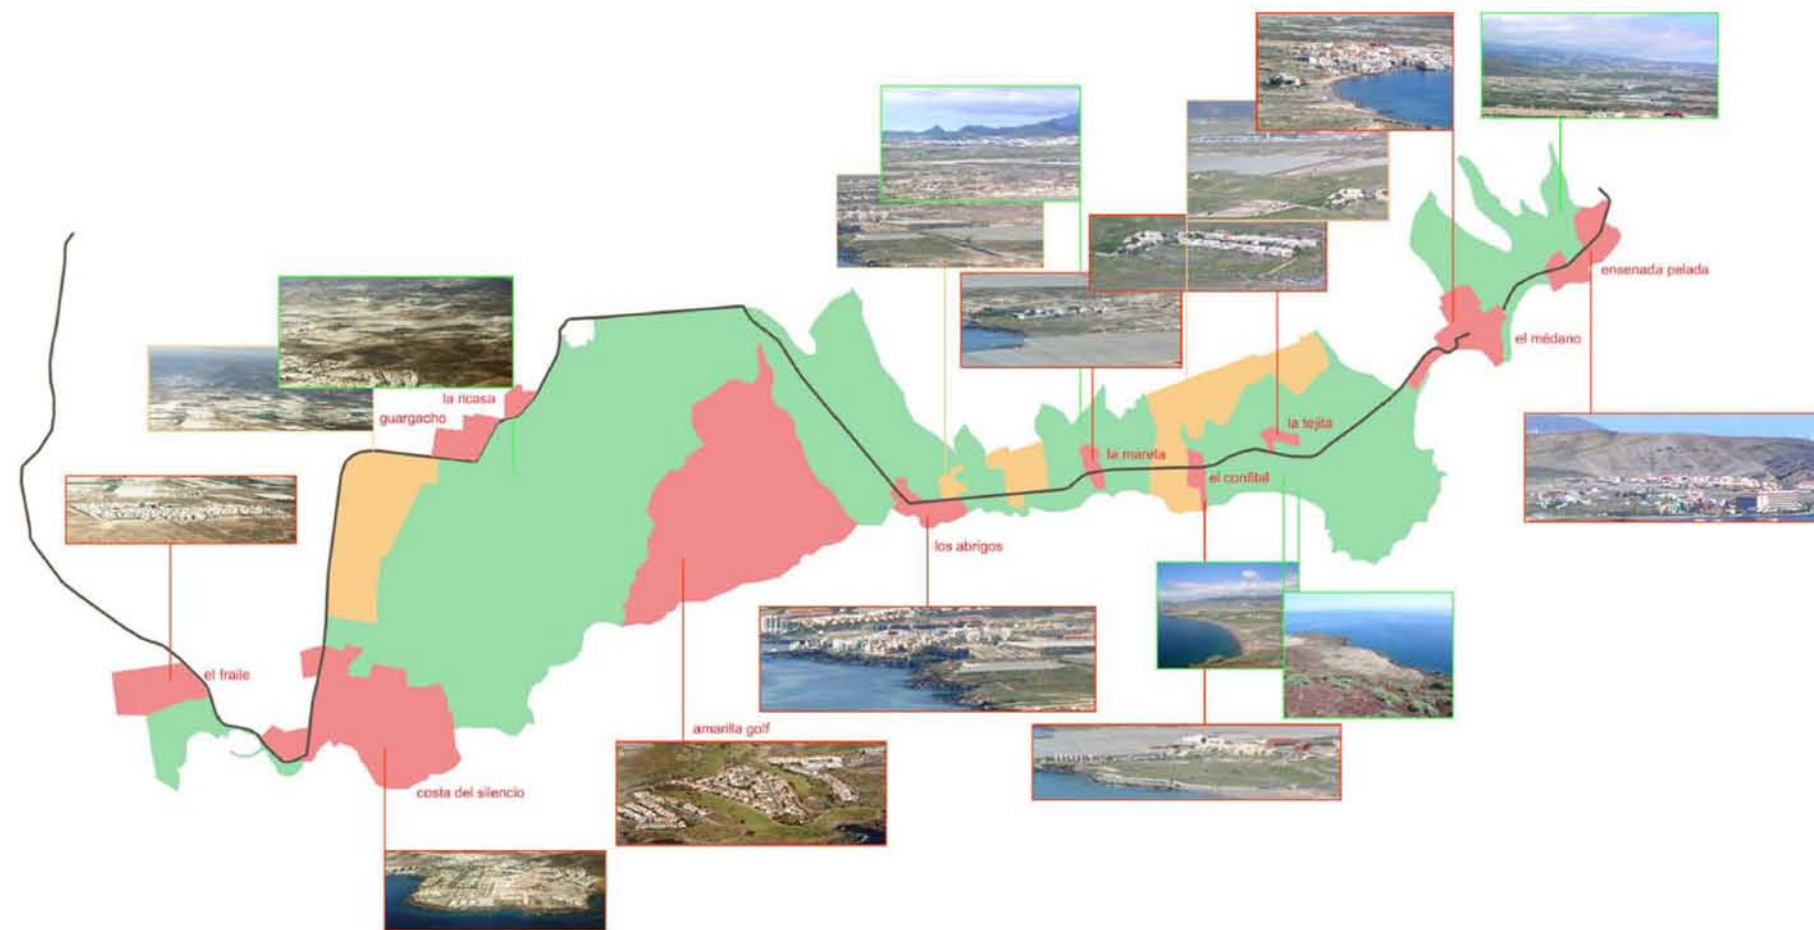 ensenada pelada
el médano
la ricasa
guargacho
la tejita
la mareta
el confital
los abrigos
el fraile
amarilla golf
costa del silencio